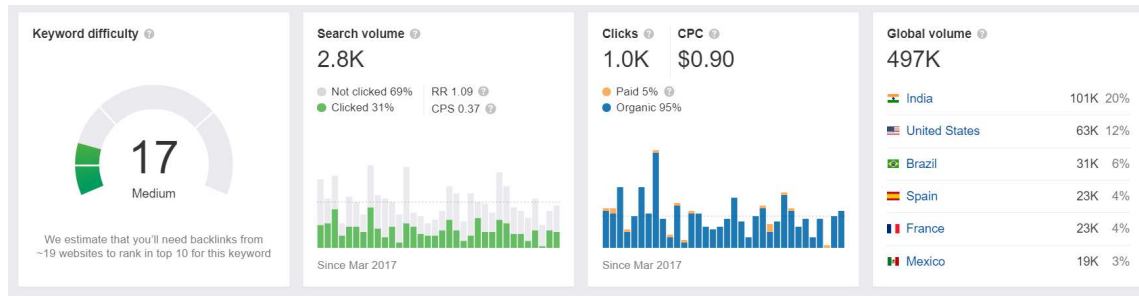 Keyword difficulty
17
Medium
We estimate that you'll need backlinks from
~19 websites to rank in top 10 for this keyword
Search volume
2.8K
Not clicked 69% RR 1.09
Clicked 31% CPS 0.37
Since Mar 2017
Clicks CPC
1.0K $0.90
Paid 5%
Organic 95%
Since Mar 2017
Global volume
497K
India 101K 20%
United States 63K 12%
Brazil 31K 6%
Spain 23K 4%
France 23K 4%
Mexico 19K 3%